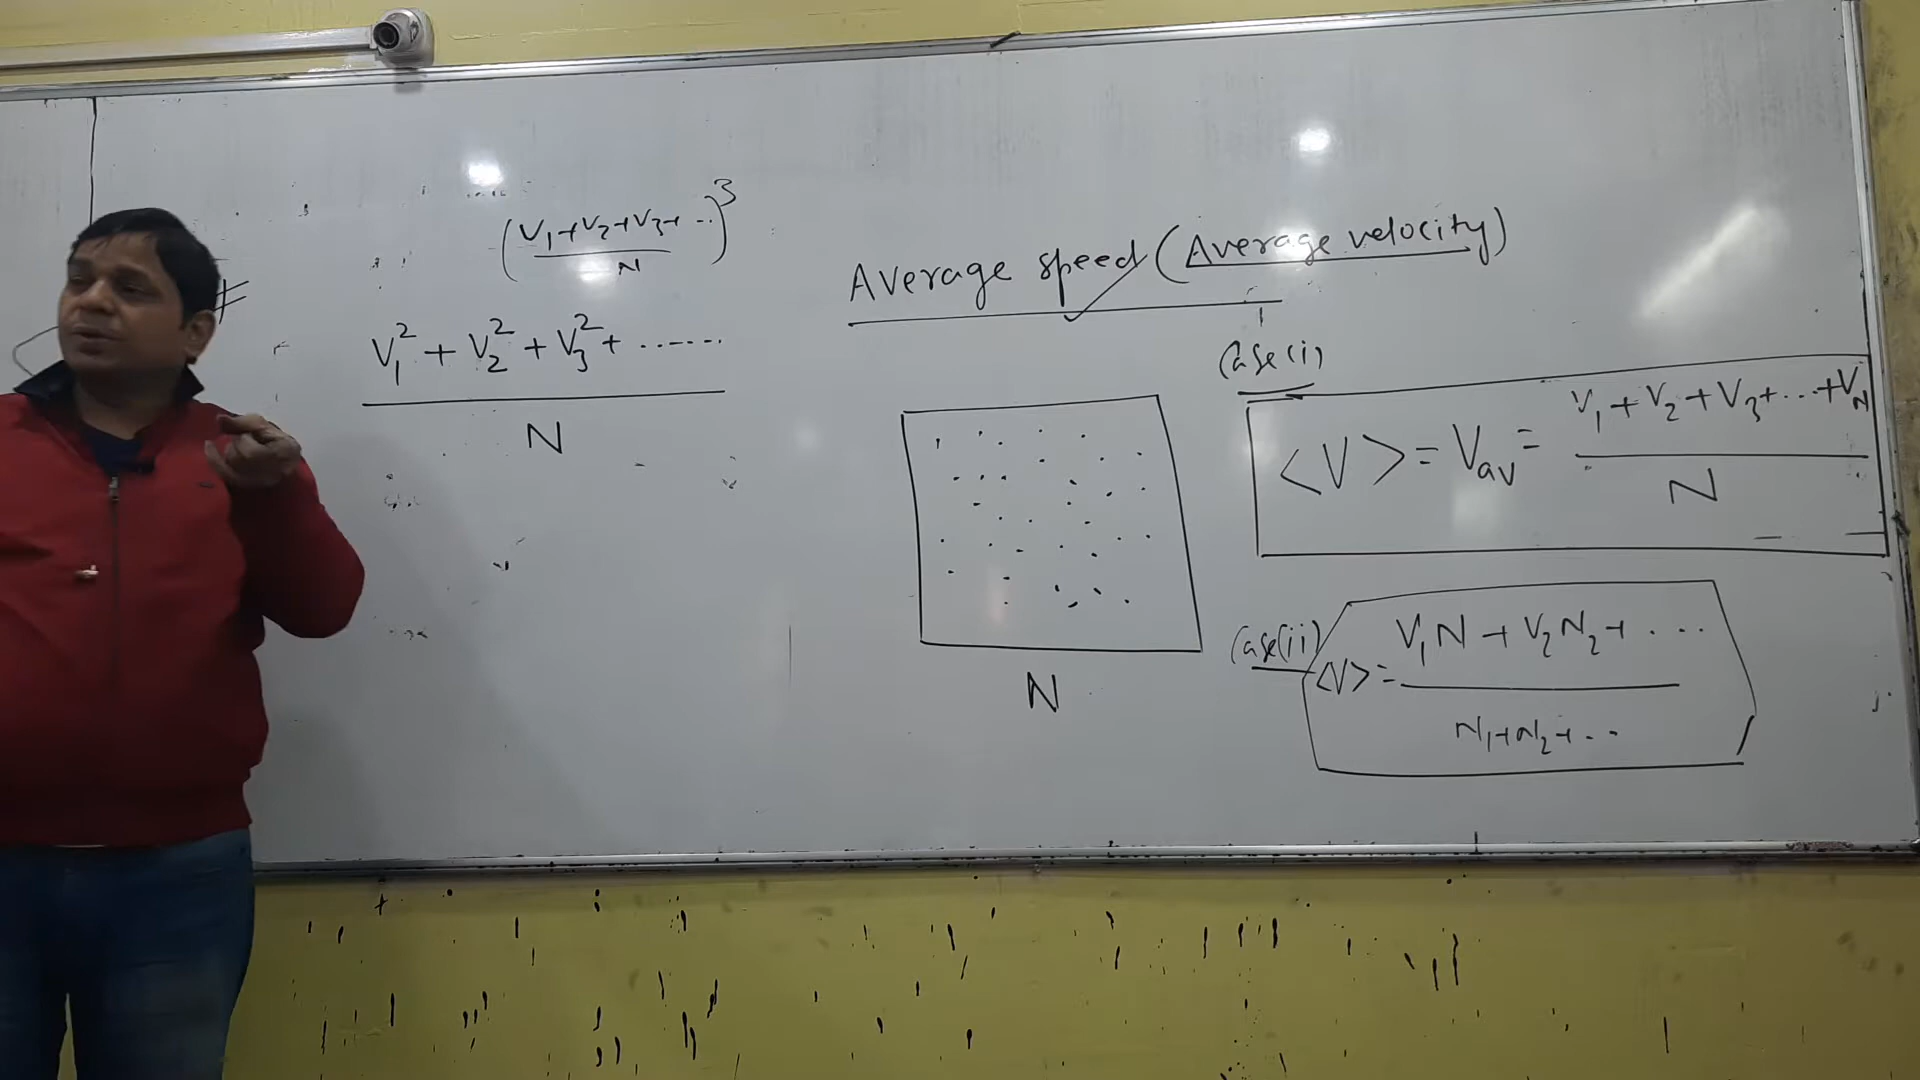 (V₁+V₂+V₃+ ... / N)³
V₁² + V₂² + V₃² + ......
N
Average speed (Average velocity)
Case(i)
<V> = Vav = V₁ + V₂ + V₃ + ... + VN / N
Case(ii)
<V> = V₁N + V₂N₂ + ... / N₁+N₂+ ..
N